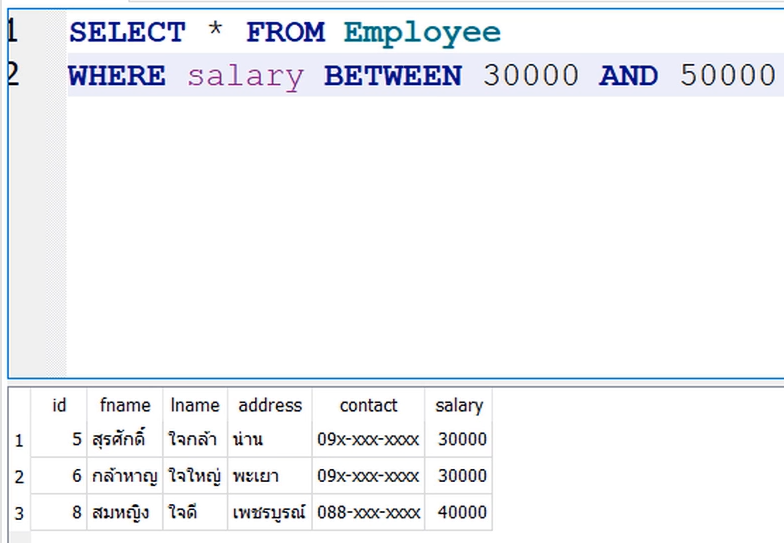 1 SELECT * FROM Employee
2 WHERE salary BETWEEN 30000 AND 50000
id fname lname address contact salary
1 5 สุรศักดิ์ ใจกล้า น่าน 09x-xxx-xxxx 30000
2 6 กล้าหาญ ใจใหญ่ พะเยา 09x-xxx-xxxx 30000
3 8 สมหญิง ใจดี เพชรบูรณ์ 088-xxx-xxxx 40000